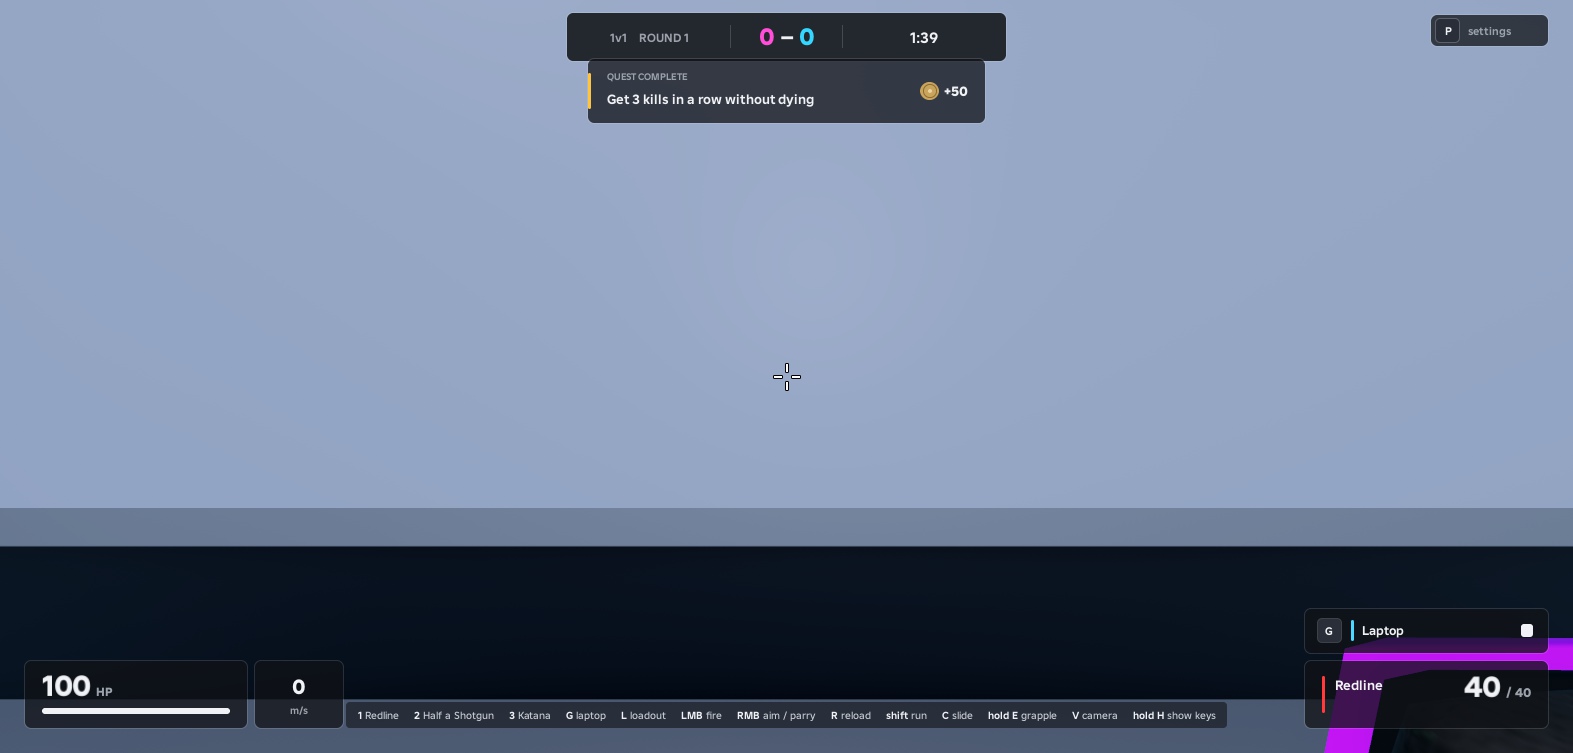 1v1 ROUND 1 0 – 0 1:39
P settings
QUEST COMPLETE
Get 3 kills in a row without dying +50
G Laptop
100 HP
0
m/s
Redline 40 / 40
1 Redline 2 Half a Shotgun 3 Katana G laptop L loadout LMB fire RMB aim / parry R reload shift run C slide hold E grapple V camera hold H show keys